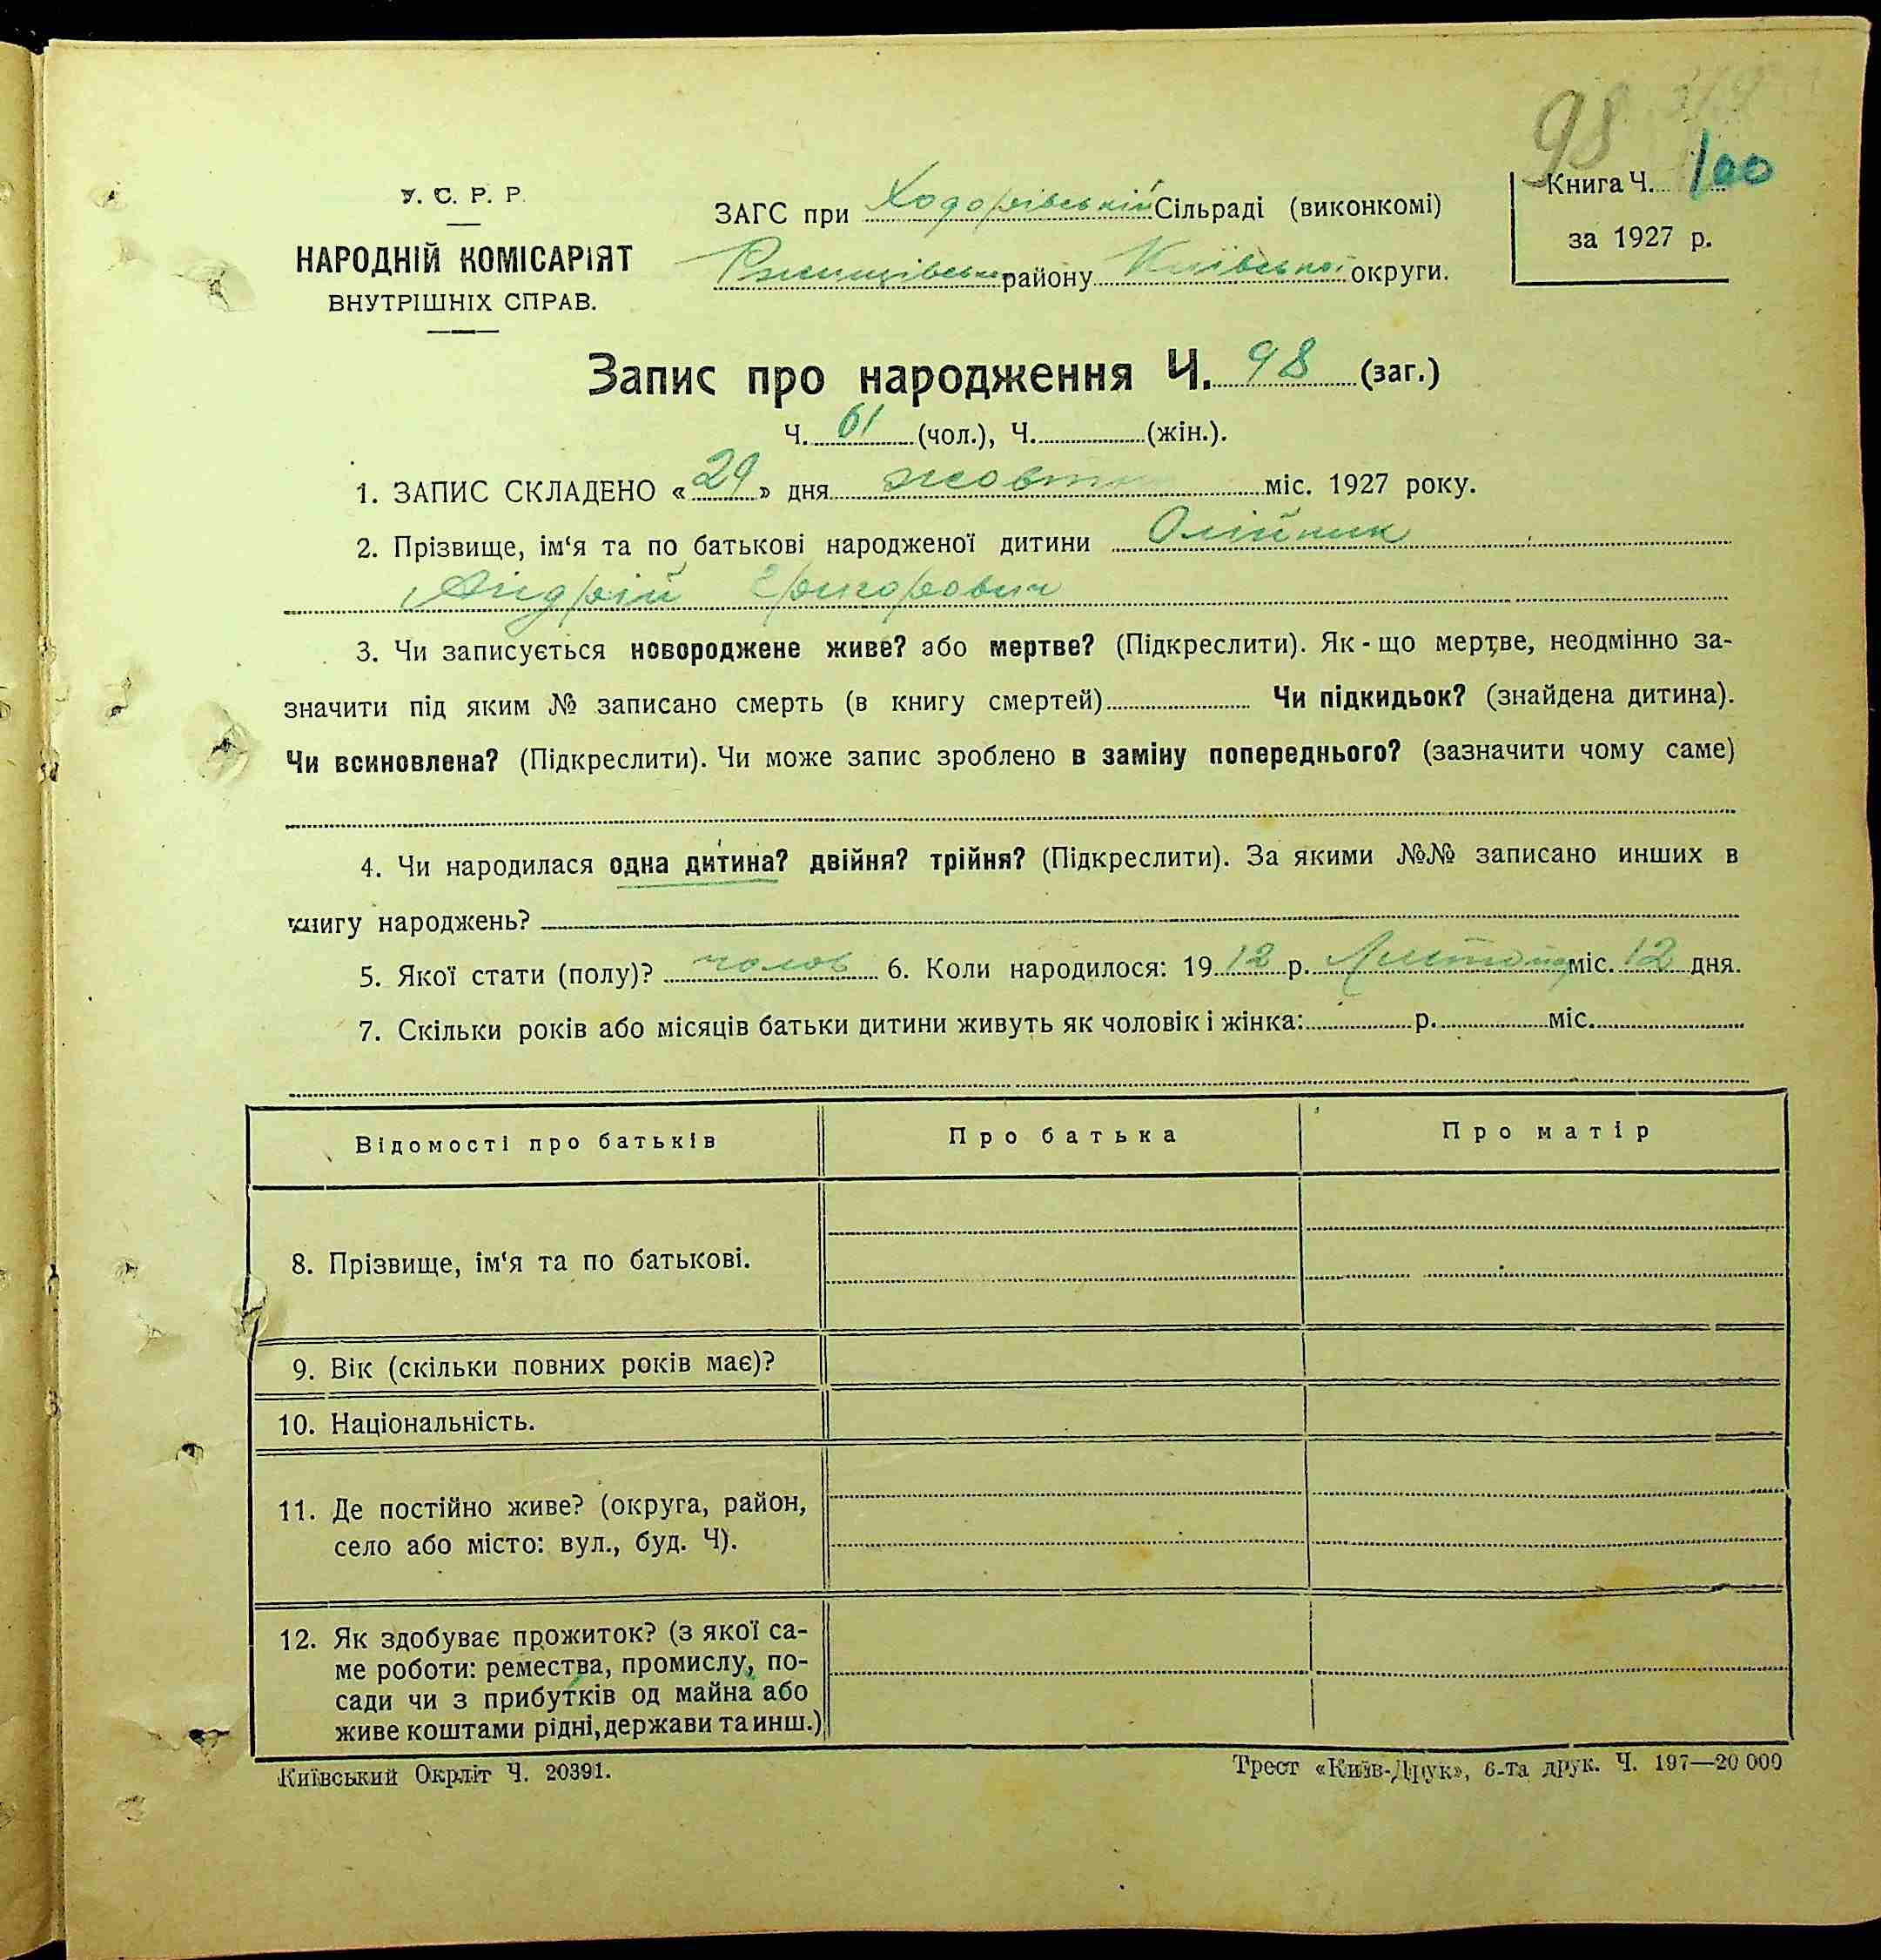 98
У. С. Р. Р.
НАРОДНІЙ КОМІСАРІЯТ
ВНУТРІШНІХ СПРАВ.
ЗАГС при Ходорівській Сільраді (виконкомі)
Ржищівськ району Київської округи.
Книга Ч. 100
за 1927 р.
Запис про народження Ч. 98 (заг.)
Ч. 61 (чол.), Ч. (жін.).
1. ЗАПИС СКЛАДЕНО «29» дня жовтн міс. 1927 року.
2. Прізвище, ім‘я та по батькові народженої дитини Олійник
Андрій Григорович
3. Чи записується новороджене живе? або мертве? (Підкреслити). Як-що мертве, неодмінно за-
значити під яким № записано смерть (в книгу смертей) Чи підкидьок? (знайдена дитина).
Чи всиновлена? (Підкреслити). Чи може запис зроблено в заміну попереднього? (зазначити чому саме)
4. Чи народилася одна дитина? двійня? трійня? (Підкреслити). За якими №№ записано инших в
книгу народжень?
5. Якої стати (полу)? чолов 6. Коли народилося: 1912 р. Листопад міс. 12 дня.
7. Скільки років або місяців батьки дитини живуть як чоловік і жінка: р. міс.
Відомості про батьків Про батька Про матір
8. Прізвище, ім‘я та по батькові.
9. Вік (скільки повних років має)?
10. Національність.
11. Де постійно живе? (округа, район,
село або місто: вул., буд. Ч).
12. Як здобуває прожиток? (з якої са-
ме роботи: ремества, промислу, по-
сади чи з прибутків од майна або
живе коштами рідні, держави та инш.)
Київський Окрліт Ч. 20391.
Трест «Київ-Друк», 6-та друк. Ч. 197—20 000